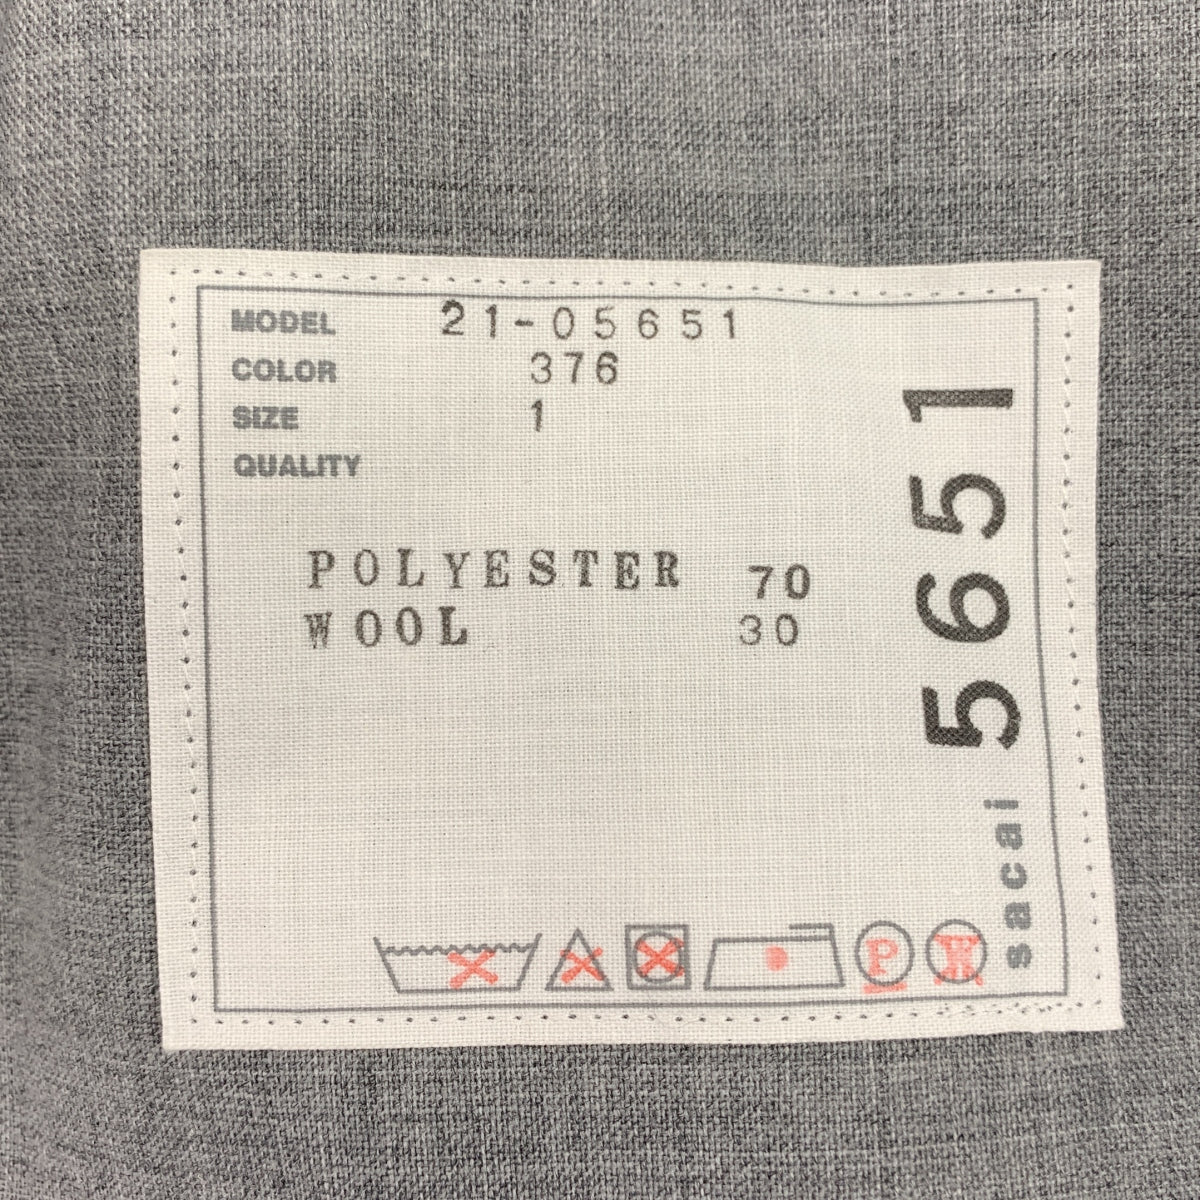 MODEL 21-05651
COLOR 376
SIZE 1
QUALITY
POLYESTER 70
WOOL 30
sacai 5651
P
W